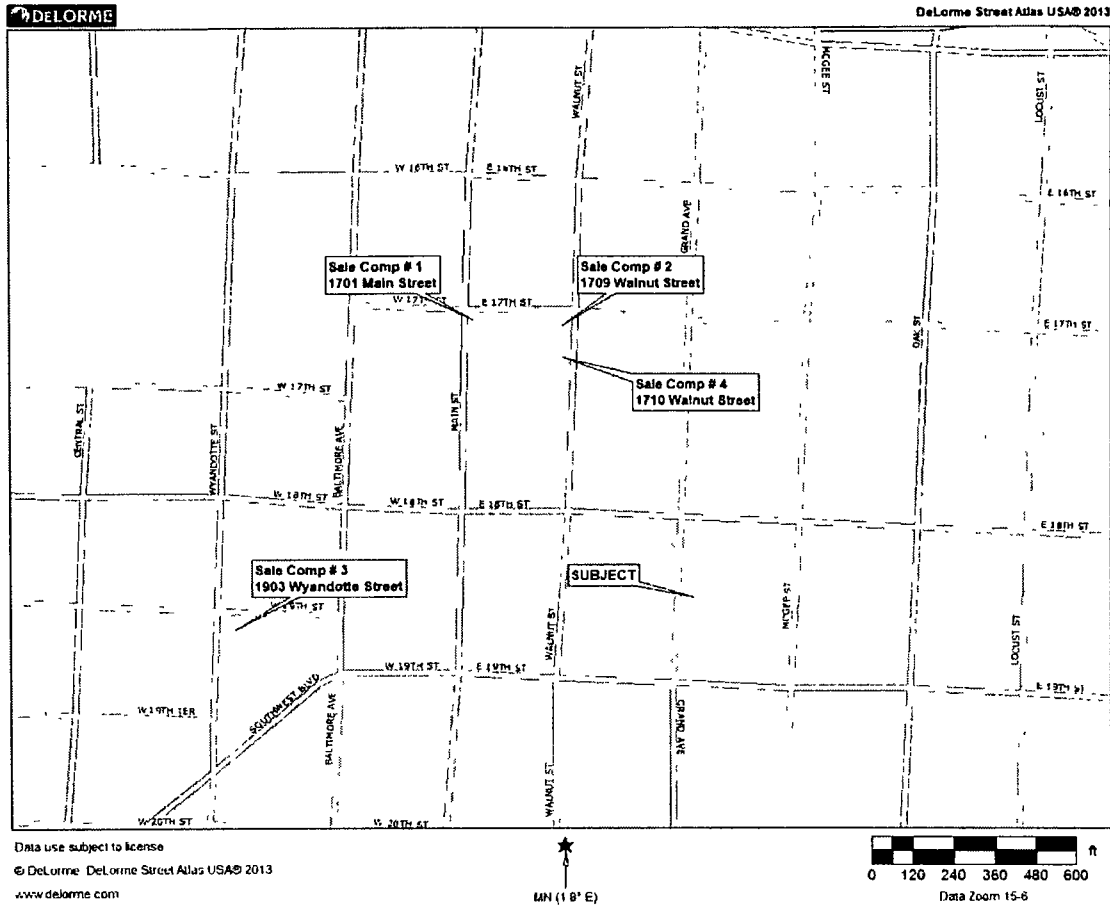 DELORME
DeLorme Street Atlas USA® 2013
MCGEE ST
WALNUT ST
LOCUST ST
W 16TH ST
E 16TH ST
E 16TH ST
GRAND AVE
Sale Comp # 1
1701 Main Street
Sale Comp # 2
1709 Walnut Street
W 17TH ST
E 17TH ST
OAK ST
E 17TH ST
Sale Comp # 4
1710 Walnut Street
W 17TH ST
CENTRAL ST
WYANDOTTE ST
BALTIMORE AVE
MAIN ST
W 18TH ST
W 18TH ST
E 18TH ST
E 18TH ST
Sale Comp # 3
1903 Wyandotte Street
SUBJECT
MCGEE ST
WALNUT ST
LOCUST ST
W 19TH ST
E 19TH ST
E 19TH ST
SOUTHWEST BLVD
W 19TH TER
BALTIMORE AVE
GRAND AVE
WALNUT ST
W 20TH ST
W 20TH ST
Data use subject to license
© DeLorme DeLorme Street Atlas USA® 2013
www.delorme.com
MN (1 8° E)
ft
0 120 240 360 480 600
Data Zoom 15-6